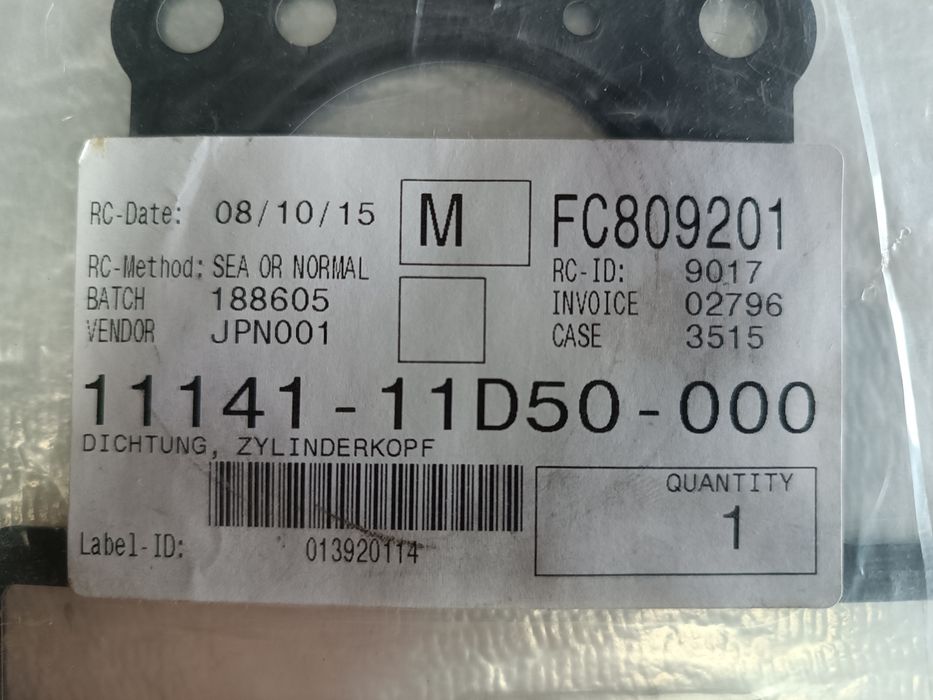 RC-Date: 08/10/15 M FC809201
RC-Method: SEA OR NORMAL RC-ID: 9017
BATCH 188605 INVOICE 02796
VENDOR JPN001 CASE 3515
11141-11D50-000
DICHTUNG, ZYLINDERKOPF
QUANTITY
1
Label-ID: 013920114